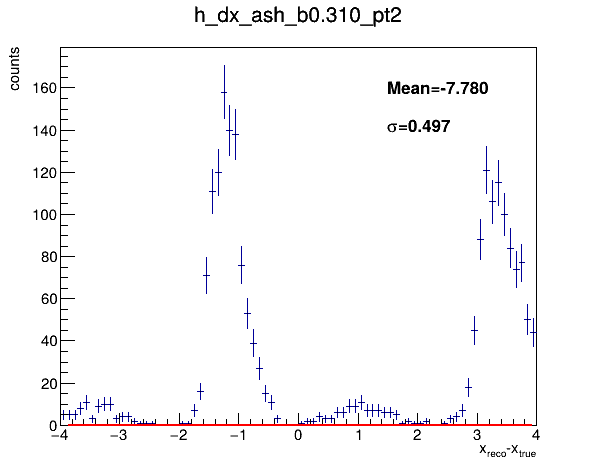 h_dx_ash_b0.310_pt2
counts
Mean=-7.780
σ=0.497
160
140
120
100
80
60
40
20
0
−4 −3 −2 −1 0 1 2 3 4
x_reco-x_true